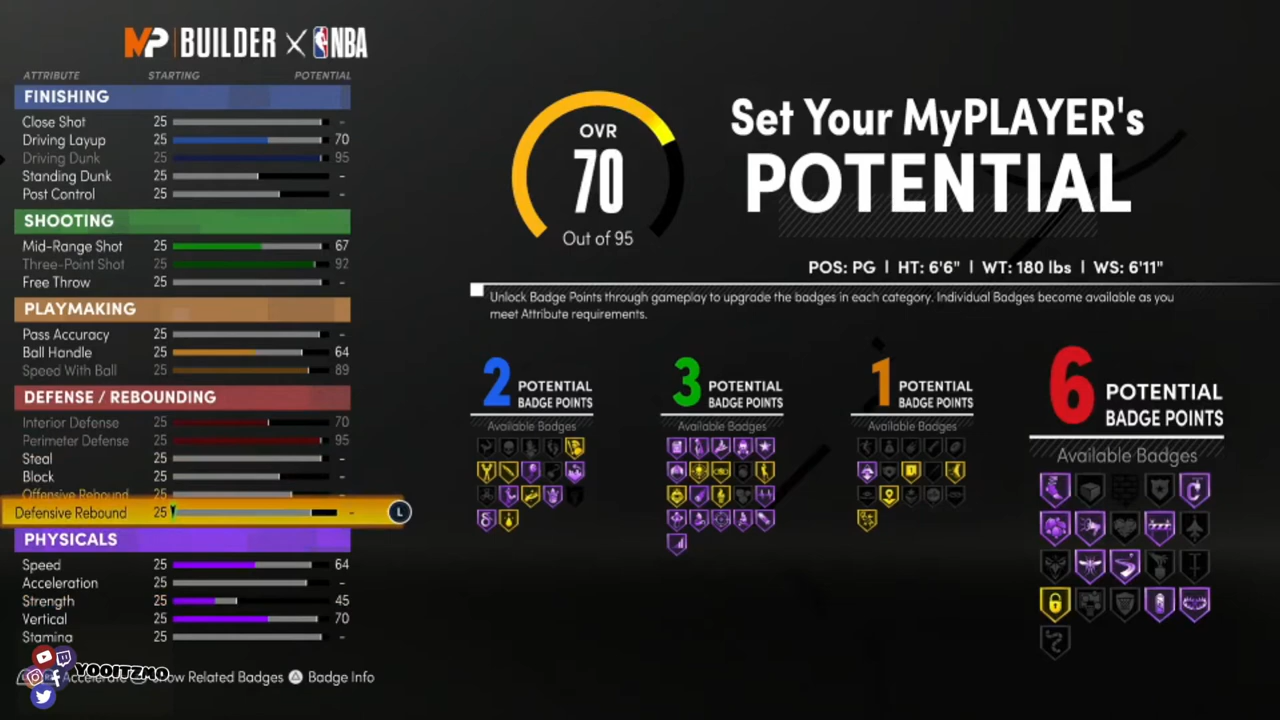 MP | BUILDER X NBA
ATTRIBUTE STARTING POTENTIAL
FINISHING
Close Shot 25 -
Driving Layup 25 70
Driving Dunk 25 95
Standing Dunk 25 -
Post Control 25 -
SHOOTING
Mid-Range Shot 25 67
Three-Point Shot 25 92
Free Throw 25 -
PLAYMAKING
Pass Accuracy 25 -
Ball Handle 25 64
Speed With Ball 25 89
DEFENSE / REBOUNDING
Interior Defense 25 70
Perimeter Defense 25 95
Steal 25 -
Block 25 -
Offensive Rebound 25 -
Defensive Rebound 25 - L
PHYSICALS
Speed 25 64
Acceleration 25 -
Strength 25 45
Vertical 25 70
Stamina 25 -
YOOITZMO
Accelerate Show Related Badges Badge Info
OVR
70
Out of 95
Set Your MyPLAYER's
POTENTIAL
POS: PG | HT: 6'6" | WT: 180 lbs | WS: 6'11"
Unlock Badge Points through gameplay to upgrade the badges in each category. Individual Badges become available as you
meet Attribute requirements.
2 POTENTIAL
BADGE POINTS
Available Badges
3 POTENTIAL
BADGE POINTS
Available Badges
1 POTENTIAL
BADGE POINTS
Available Badges
6 POTENTIAL
BADGE POINTS
Available Badges